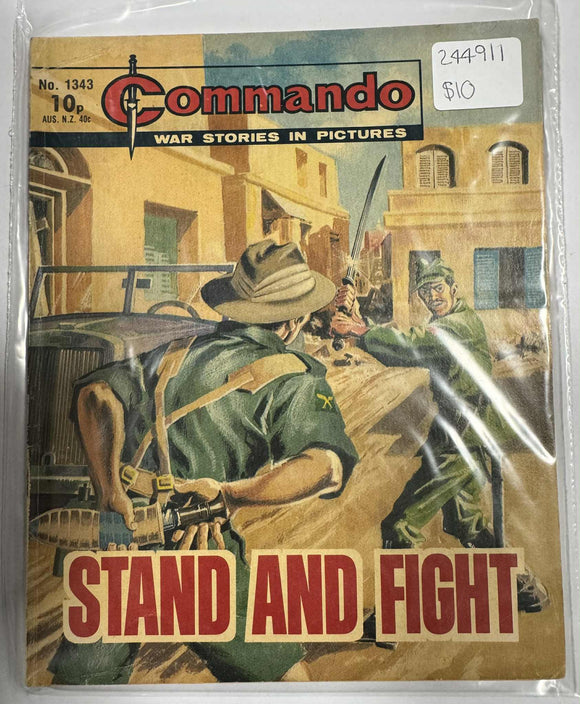 No. 1343
10p
AUS. N.Z. 40c
Commando
WAR STORIES IN PICTURES
244911
$10
STAND AND FIGHT